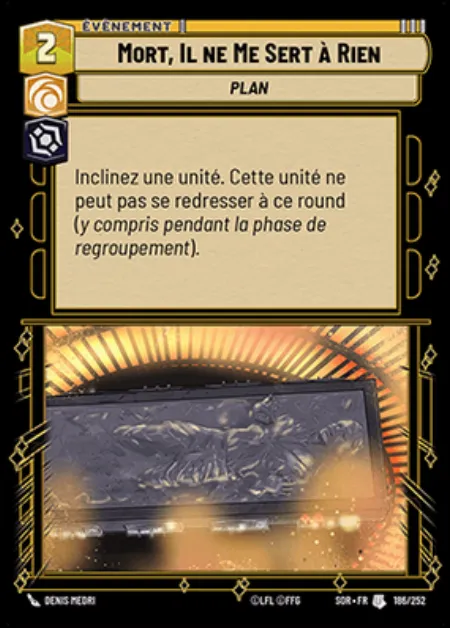 ÉVÉNEMENT
2
MORT, IL NE ME SERT À RIEN
PLAN
Inclinez une unité. Cette unité ne
peut pas se redresser à ce round
(y compris pendant la phase de
regroupement).
DENIS MEDRI ©LFL ©FFG SOR • FR 186/252